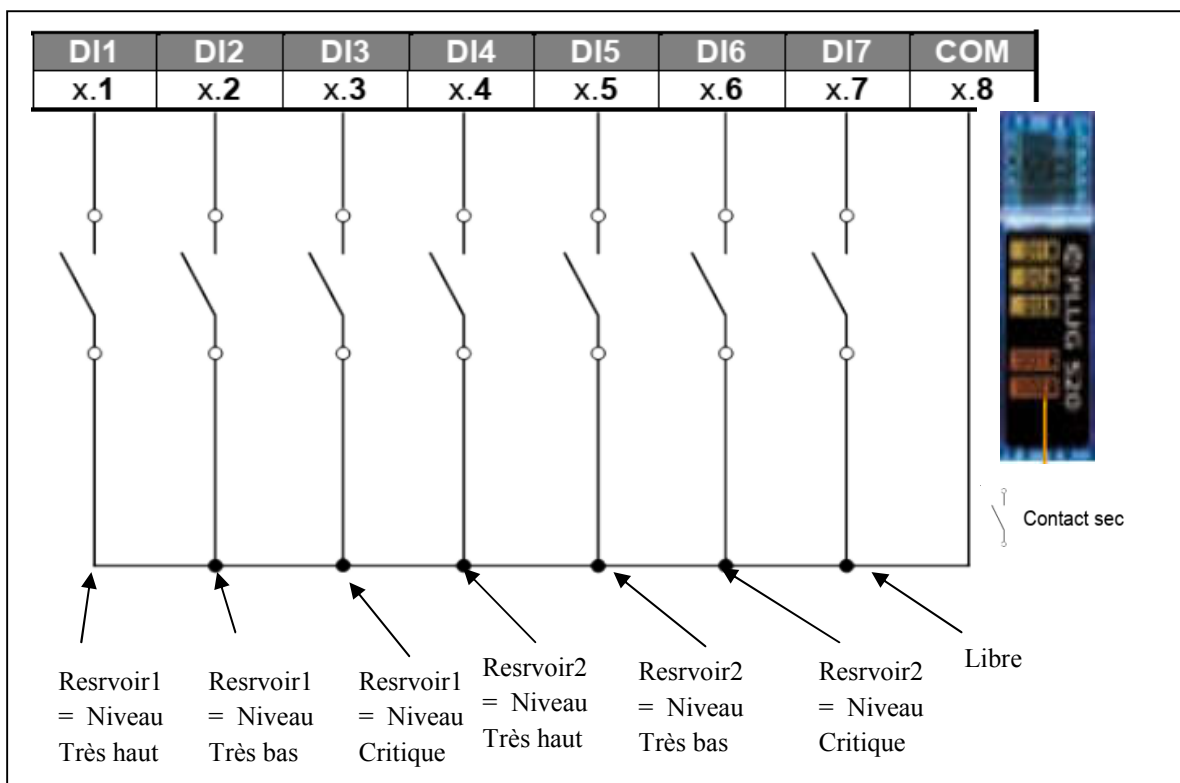 DI1 DI2 DI3 DI4 DI5 DI6 DI7 COM
x.1 x.2 x.3 x.4 x.5 x.6 x.7 x.8
PLUG 520
Contact sec
Resrvoir1
= Niveau
Très haut
Resrvoir1
= Niveau
Très bas
Resrvoir1
= Niveau
Critique
Resrvoir2
= Niveau
Très haut
Resrvoir2
= Niveau
Très bas
Resrvoir2
= Niveau
Critique
Libre